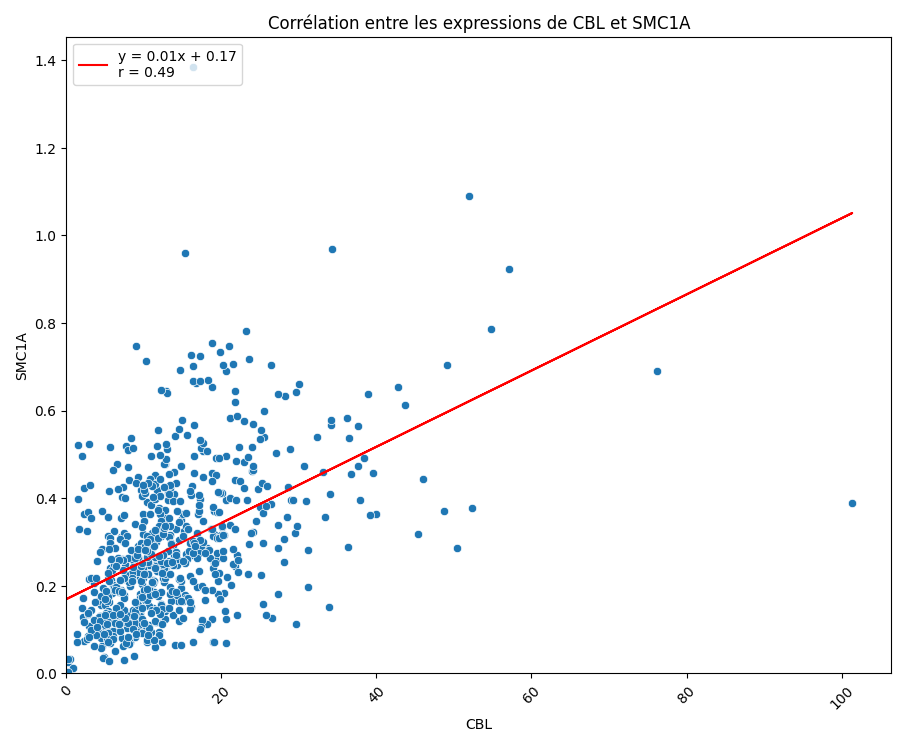 Corrélation entre les expressions de CBL et SMC1A
y = 0.01x + 0.17
r = 0.49
1.4
1.2
1.0
0.8
0.6
0.4
0.2
0.0
SMC1A
0 20 40 60 80 100
CBL